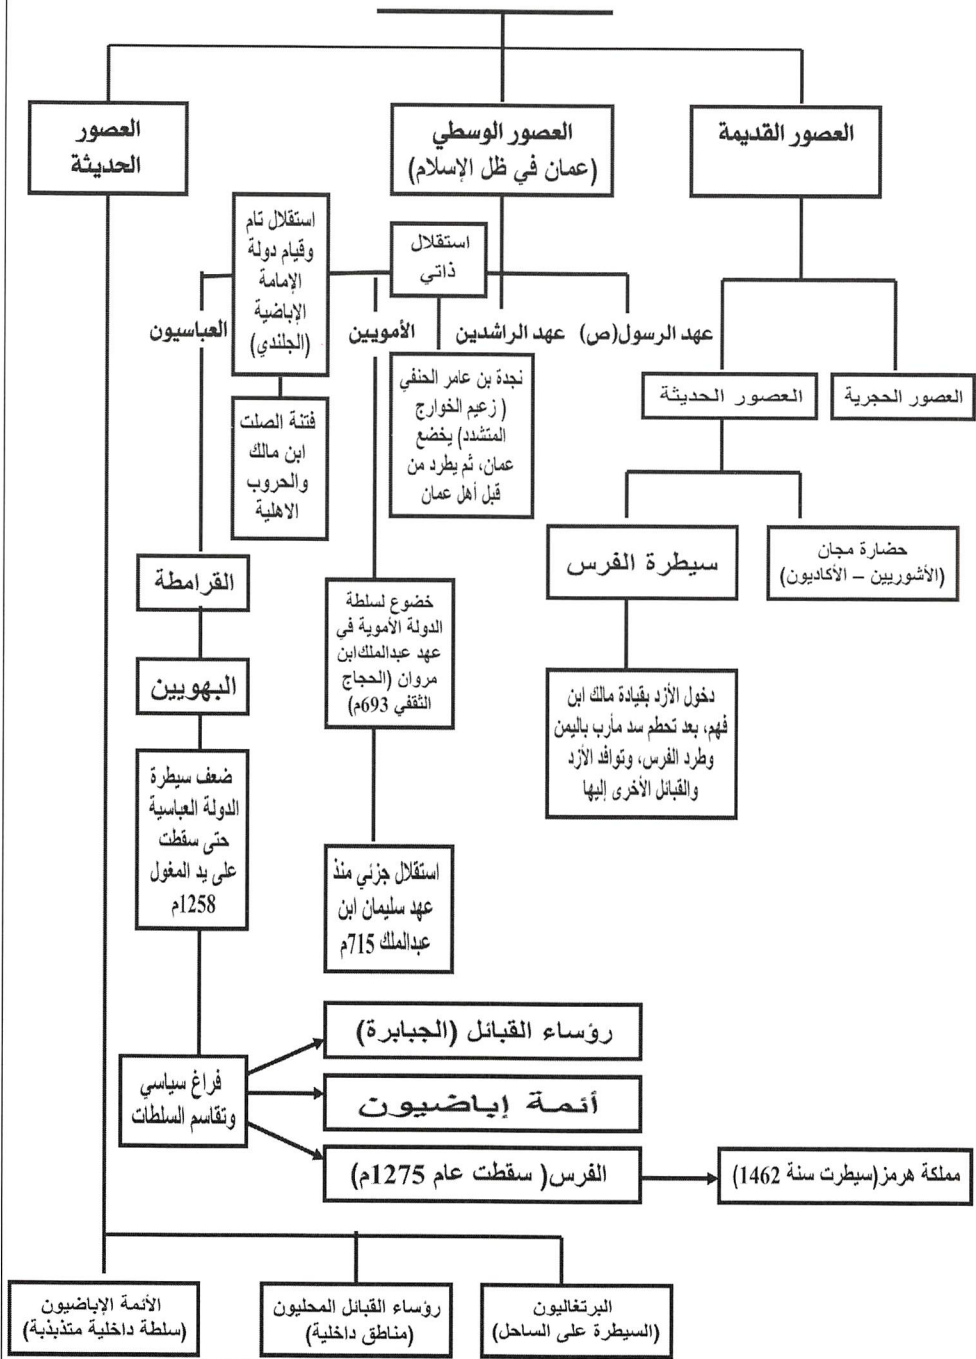 العصور القديمة
العصور الوسطي
(عمان في ظل الإسلام)
العصور
الحديثة
استقلال
ذاتي
استقلال تام
وقيام دولة
الإمامة
الإباضية
(الجلندي)
عهد الرسول(ص)
عهد الراشدين
الأمويين
العباسيون
العصور الحجرية
العصور الحديثة
نجدة بن عامر الحنفي
( زعيم الخوارج
المتشدد) يخضع
عمان، ثم يطرد من
قبل أهل عمان
فتنة الصلت
ابن مالك
والحروب
الاهلية
حضارة مجان
(الأشوريين – الأكاديون)
سيطرة الفرس
القرامطة
خضوع لسلطة
الدولة الأموية في
عهد عبدالملكابن
مروان (الحجاج
الثقفي 693م)
البهويين
دخول الأزد بقيادة مالك ابن
فهم، بعد تحطم سد مأرب باليمن
وطرد الفرس، وتوافد الأزد
والقبائل الأخرى إليها
ضعف سيطرة
الدولة العباسية
حتى سقطت
على يد المغول
1258م
استقلال جزئي منذ
عهد سليمان ابن
عبدالملك 715م
رؤساء القبائل (الجبابرة)
فراغ سياسي
وتقاسم السلطات
أئمة إباضيون
الفرس( سقطت عام 1275م)
مملكة هرمز(سيطرت سنة 1462)
البرتغاليون
(السيطرة على الساحل)
رؤساء القبائل المحليون
(مناطق داخلية)
الأئمة الإباضيون
(سلطة داخلية متذبذبة)